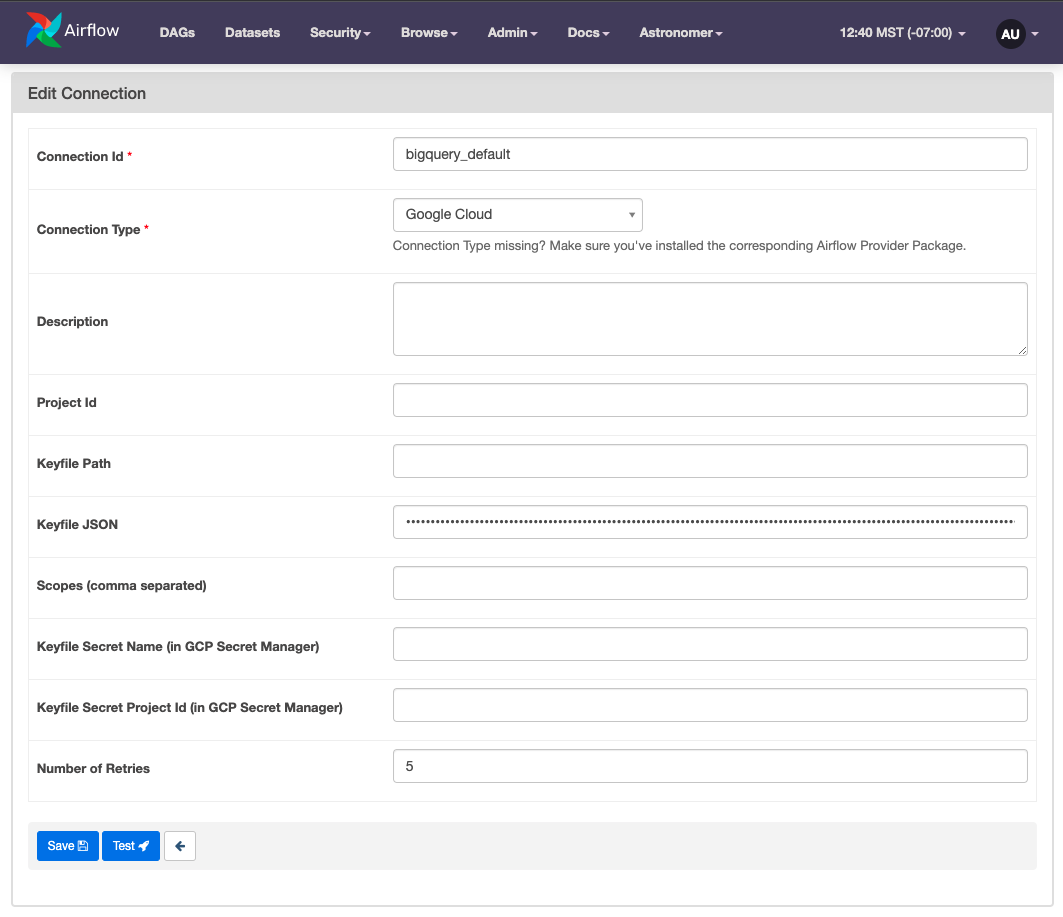 Airflow DAGs Datasets Security Browse Admin Docs Astronomer 12:40 MST (-07:00) AU
Edit Connection
Connection Id * bigquery_default
Connection Type * Google Cloud
Connection Type missing? Make sure you've installed the corresponding Airflow Provider Package.
Description
Project Id
Keyfile Path
Keyfile JSON
Scopes (comma separated)
Keyfile Secret Name (in GCP Secret Manager)
Keyfile Secret Project Id (in GCP Secret Manager)
Number of Retries 5
Save Test